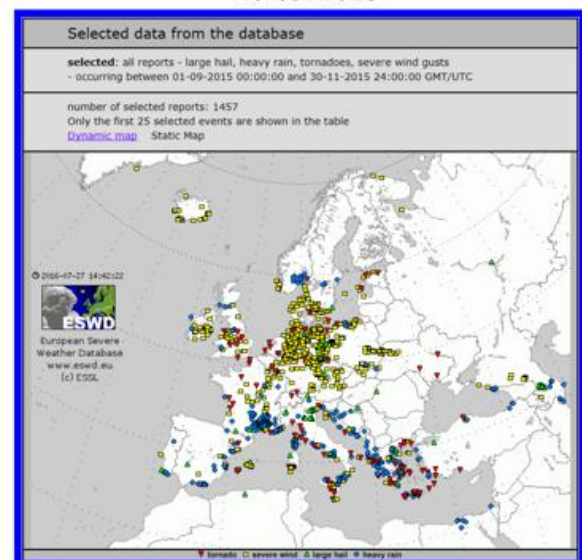 Selected data from the database
selected: all reports - large hail, heavy rain, tornadoes, severe wind gusts
- occurring between 01-09-2015 00:00:00 and 30-11-2015 24:00:00 GMT/UTC
number of selected reports: 1457
Only the first 25 selected events are shown in the table
Dynamic map Static Map
2016-07-27 14:42:22
ESWD
European Severe
Weather Database
www.eswd.eu
(c) ESSL
tornado severe wind large hail heavy rain